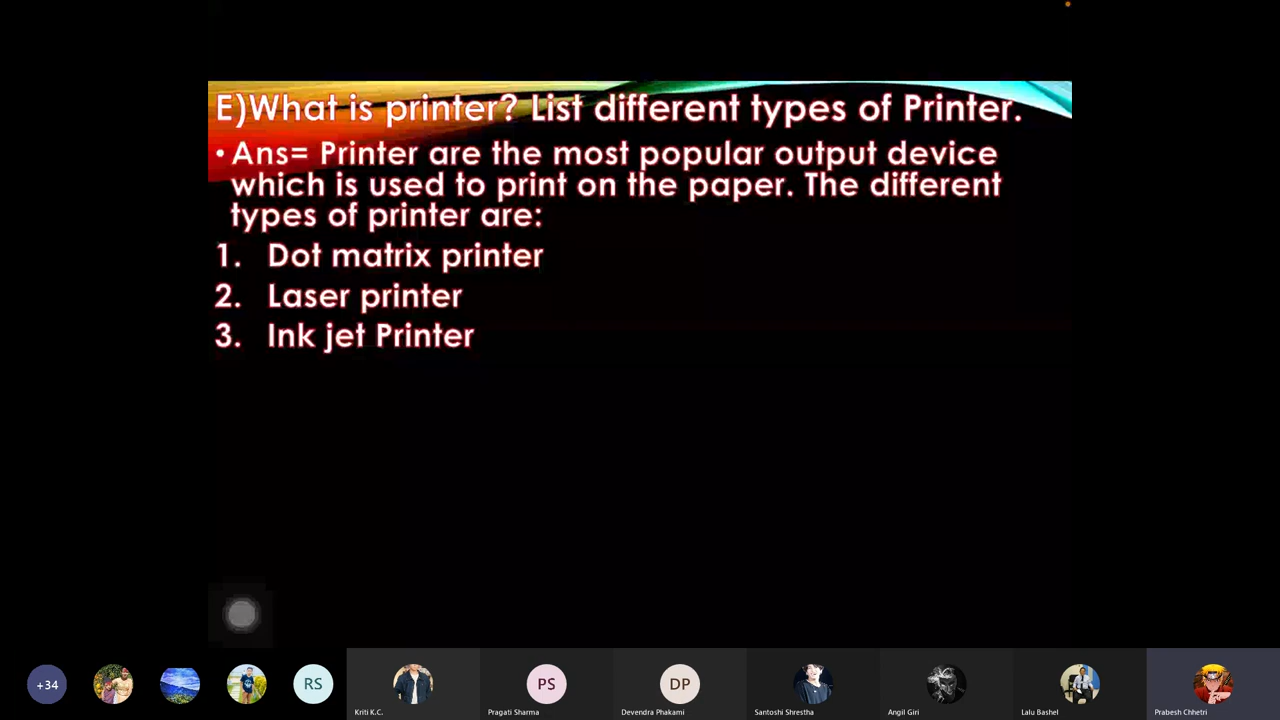 E)What is printer? List different types of Printer.
• Ans= Printer are the most popular output device
which is used to print on the paper. The different
types of printer are:
1. Dot matrix printer
2. Laser printer
3. Ink jet Printer
+34 RS PS DP
Kriti K.C. Pragati Sharma Devendra Phakami Santoshi Shrestha Angil Giri Lalu Bashel Prabesh Chhetri